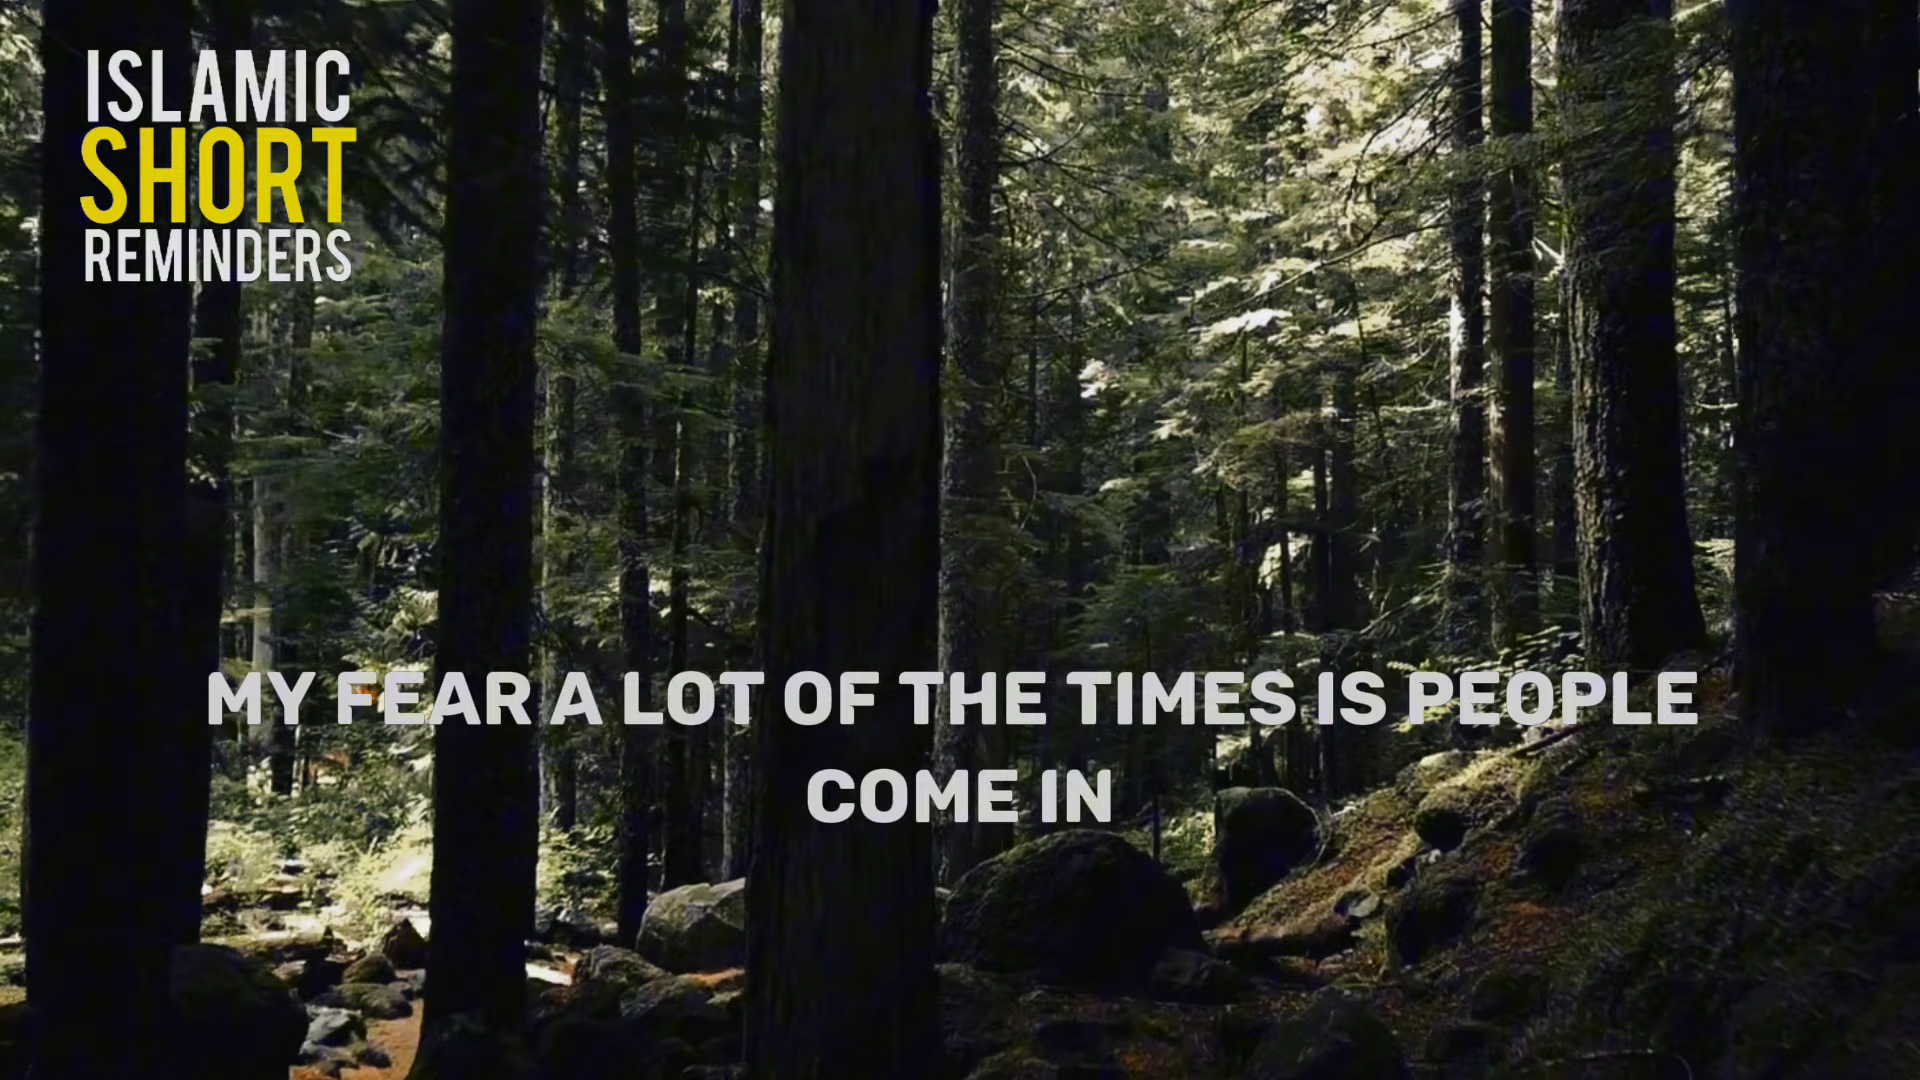 ISLAMIC
SHORT
REMINDERS
MY FEAR A LOT OF THE TIMES IS PEOPLE
COME IN